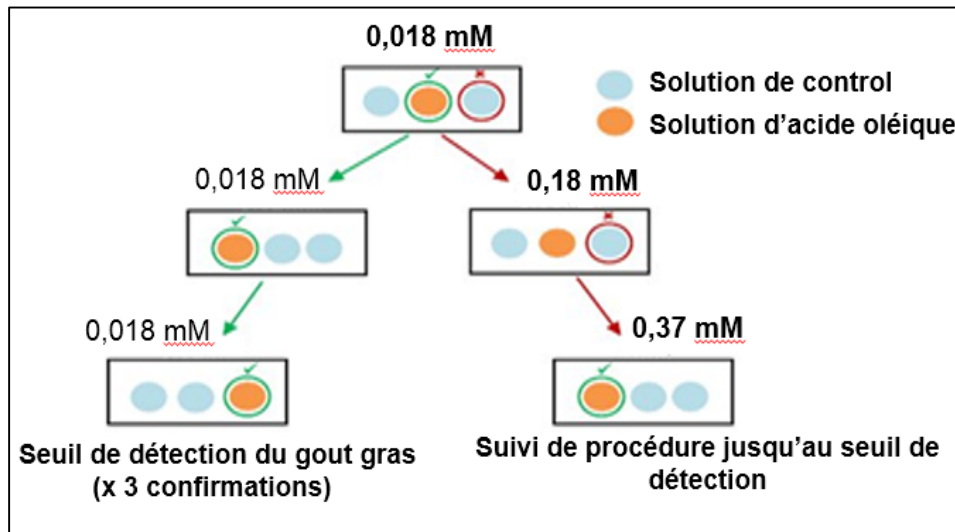 0,018 mM
Solution de control
Solution d’acide oléique
0,018 mM
0,18 mM
0,018 mM
0,37 mM
Seuil de détection du gout gras
(x 3 confirmations)
Suivi de procédure jusqu’au seuil de
détection